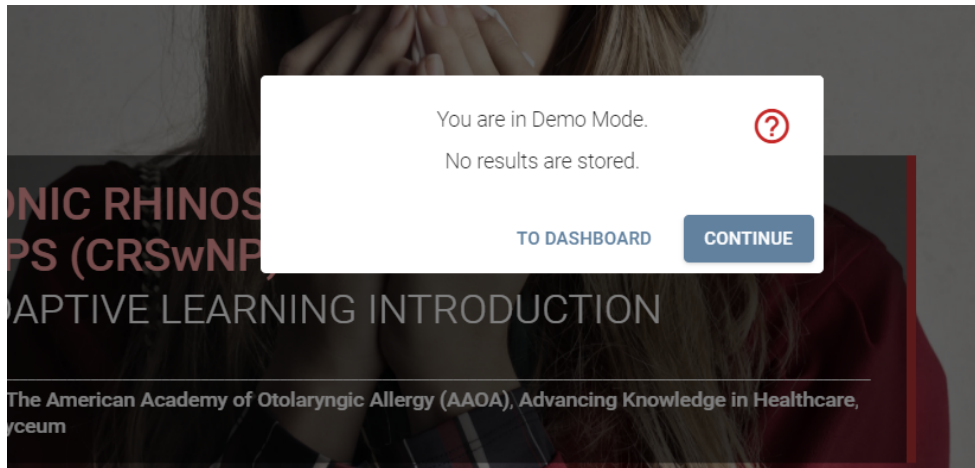 You are in Demo Mode.
No results are stored.
TO DASHBOARD CONTINUE
ONIC RHINOS
PS (CRSwNP)
DAPTIVE LEARNING INTRODUCTION
The American Academy of Otolaryngic Allergy (AAOA), Advancing Knowledge in Healthcare,
yceum